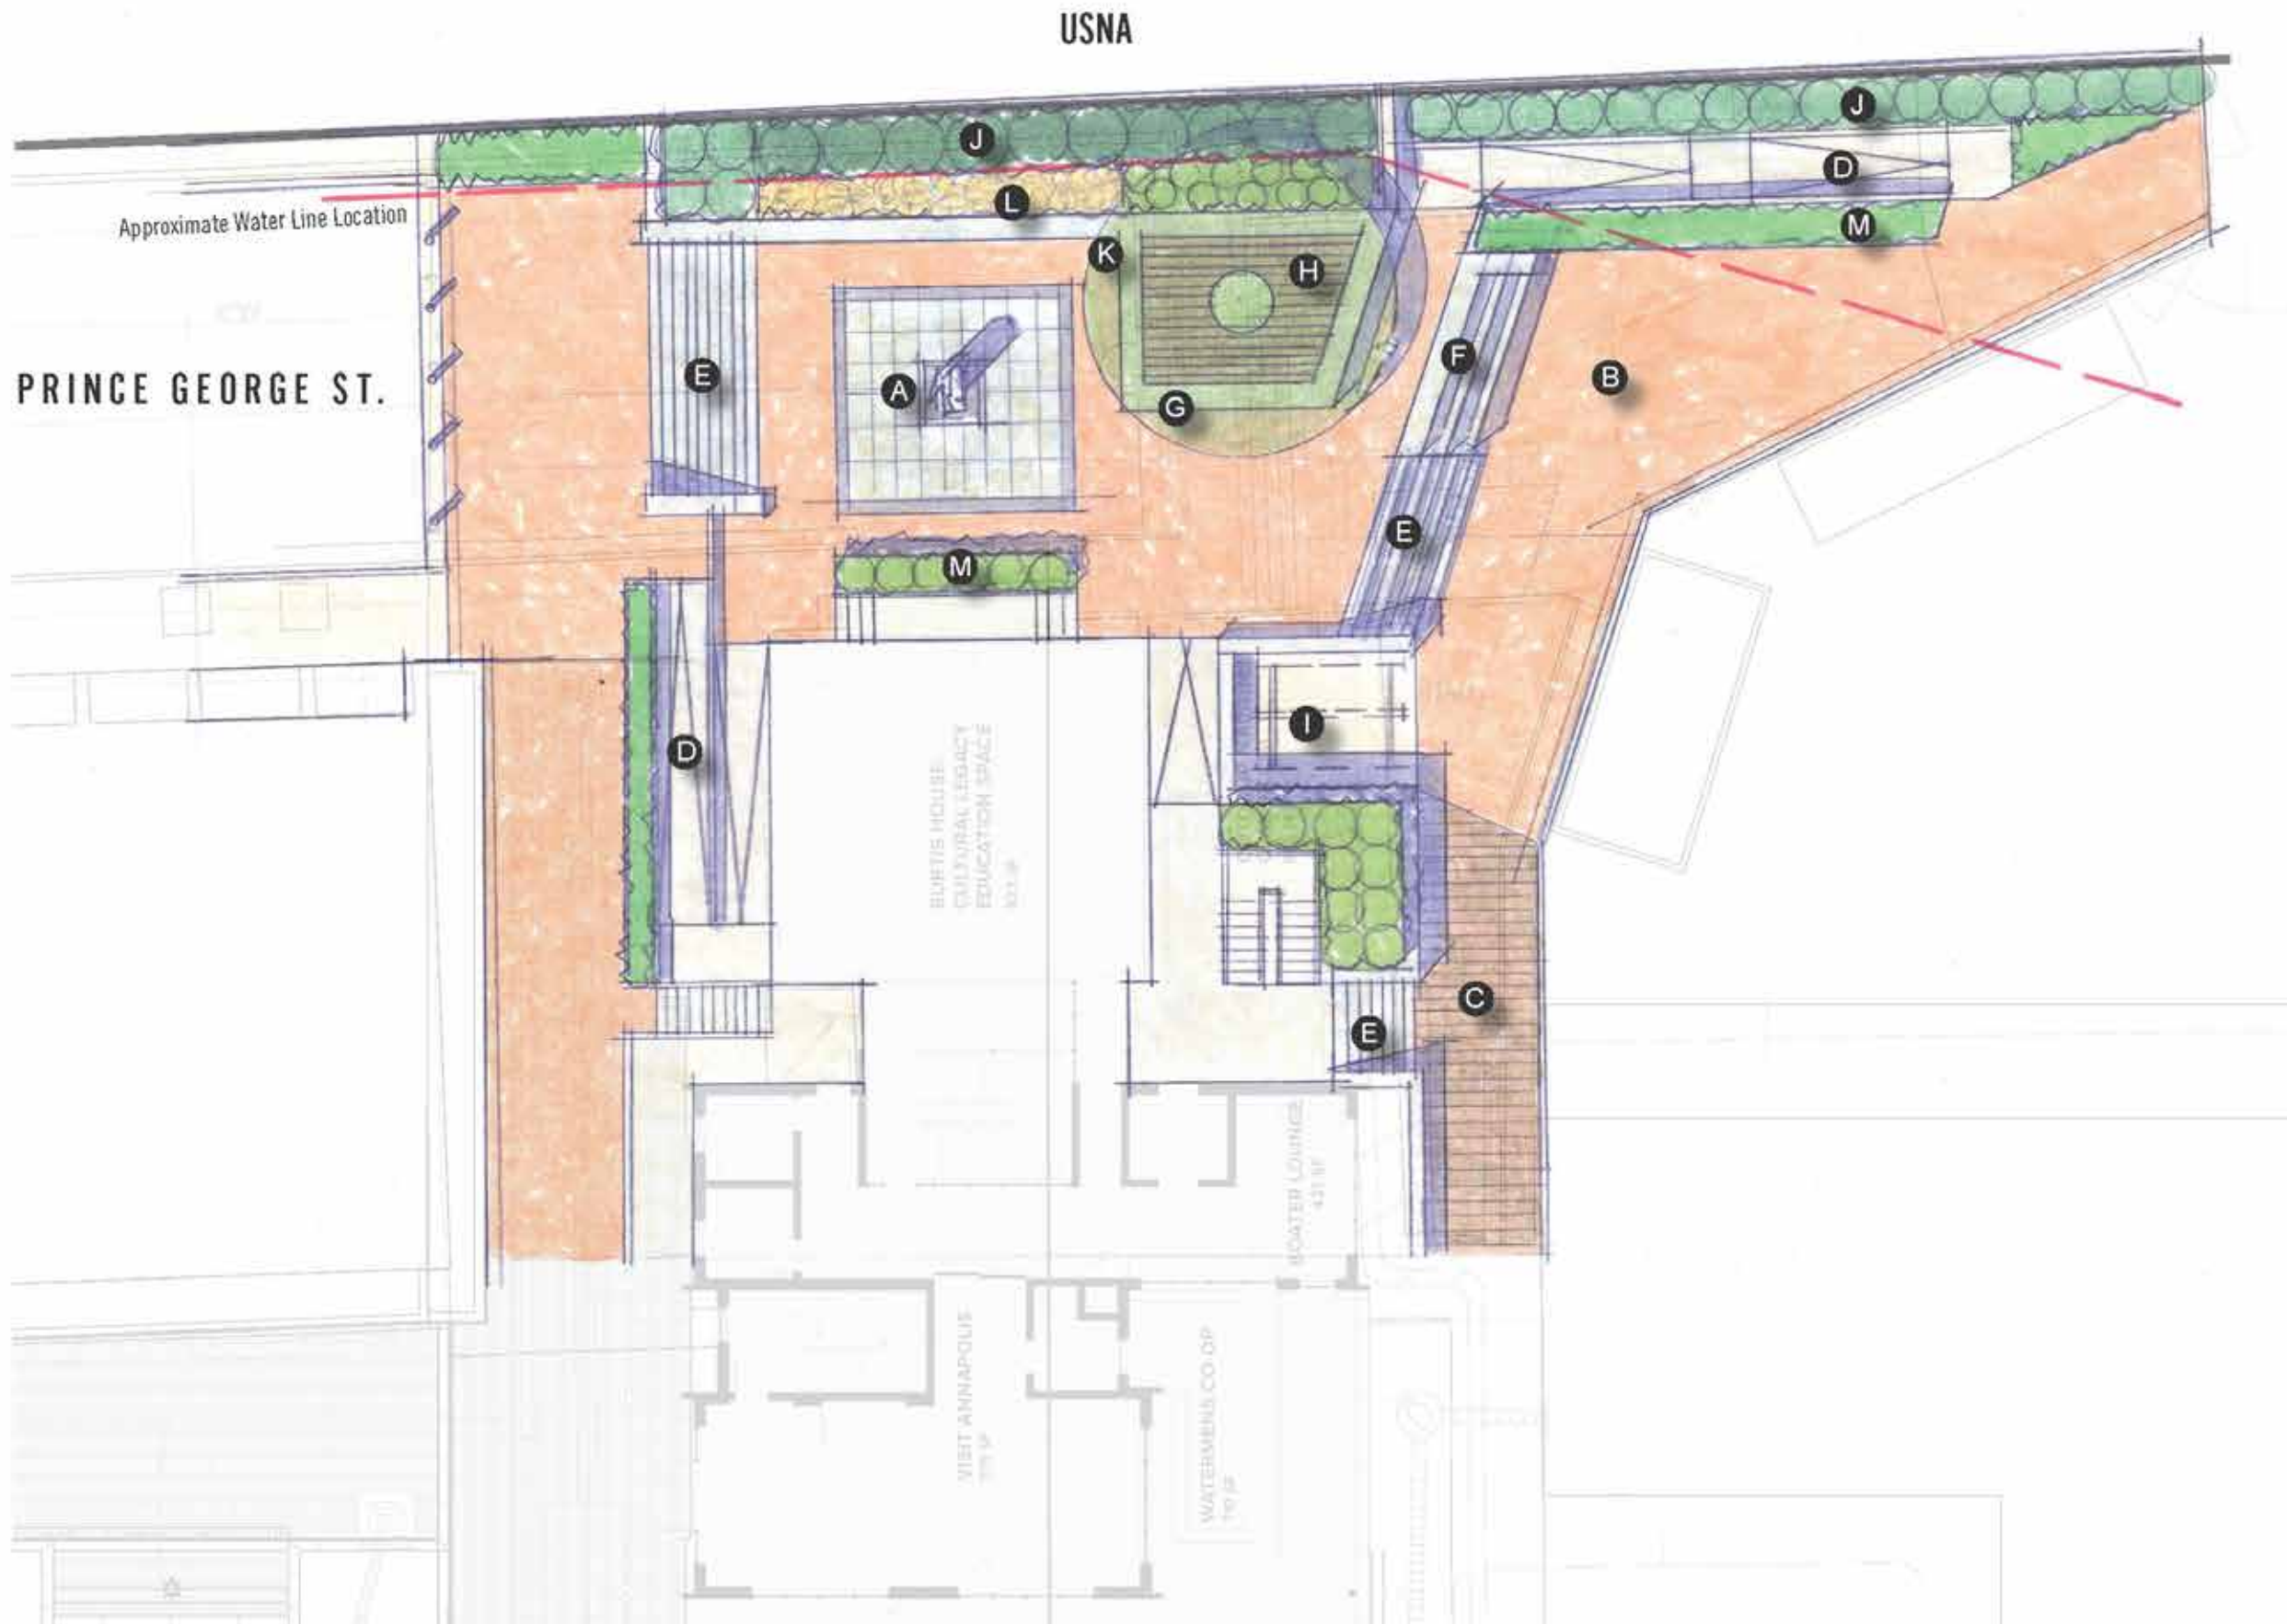 USNA
J
J
D
Approximate Water Line Location
L
M
K
H
PRINCE GEORGE ST.
E
A
G
F
B
E
M
D
I
BURTIS HOUSE
CULTURAL LEGACY
EDUCATION SPACE
C
E
BOATER LOUNGE
VISIT ANNAPOLIS
WATERMENS CO-OP